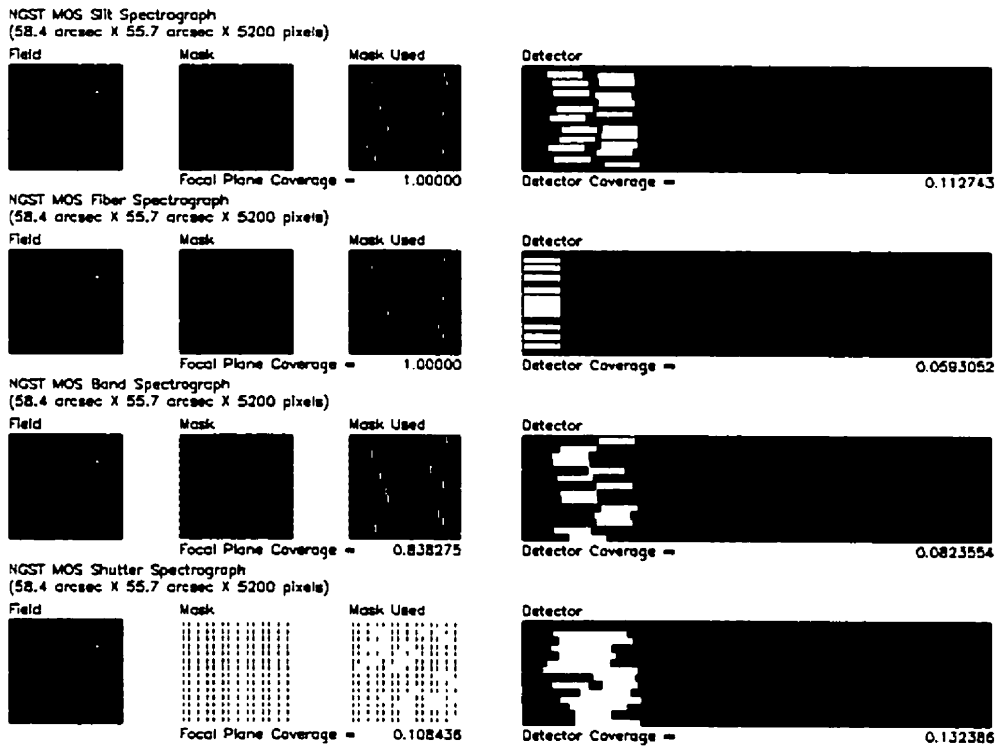 NGST MOS Slit Spectrograph
(58.4 arcsec X 55.7 arcsec X 5200 pixels)
Field Mask Mask Used Detector
Focal Plane Coverage = 1.00000 Detector Coverage = 0.112743
NGST MOS Fiber Spectrograph
(58.4 arcsec X 55.7 arcsec X 5200 pixels)
Field Mask Mask Used Detector
Focal Plane Coverage = 1.00000 Detector Coverage = 0.0593052
NGST MOS Band Spectrograph
(58.4 arcsec X 55.7 arcsec X 5200 pixels)
Field Mask Mask Used Detector
Focal Plane Coverage = 0.838275 Detector Coverage = 0.0823554
NGST MOS Shutter Spectrograph
(58.4 arcsec X 55.7 arcsec X 5200 pixels)
Field Mask Mask Used Detector
Focal Plane Coverage = 0.108436 Detector Coverage = 0.132386